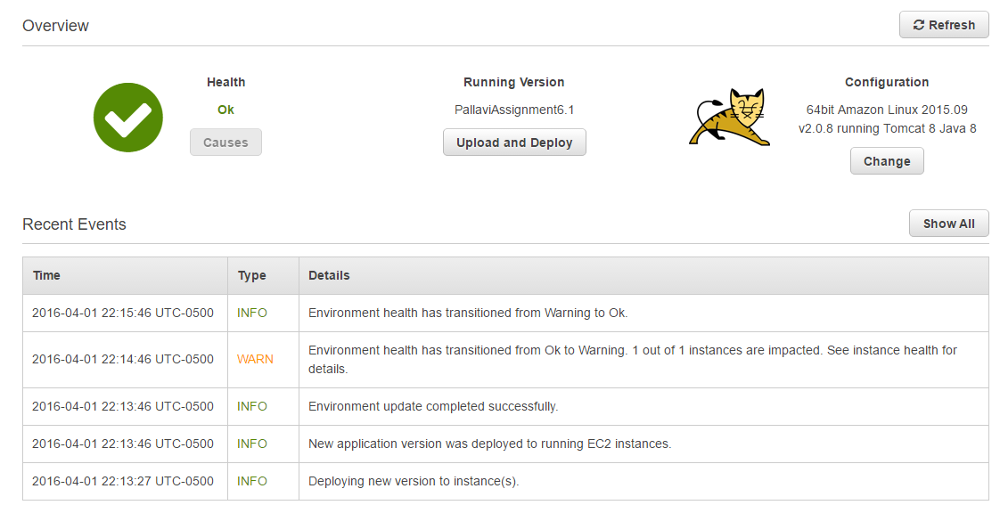 Overview
Refresh
Health
Ok
Causes
Running Version
PallaviAssignment6.1
Upload and Deploy
Configuration
64bit Amazon Linux 2015.09
v2.0.8 running Tomcat 8 Java 8
Change
Recent Events
Show All
Time Type Details
2016-04-01 22:15:46 UTC-0500 INFO Environment health has transitioned from Warning to Ok.
2016-04-01 22:14:46 UTC-0500 WARN Environment health has transitioned from Ok to Warning. 1 out of 1 instances are impacted. See instance health for
details.
2016-04-01 22:13:46 UTC-0500 INFO Environment update completed successfully.
2016-04-01 22:13:46 UTC-0500 INFO New application version was deployed to running EC2 instances.
2016-04-01 22:13:27 UTC-0500 INFO Deploying new version to instance(s).